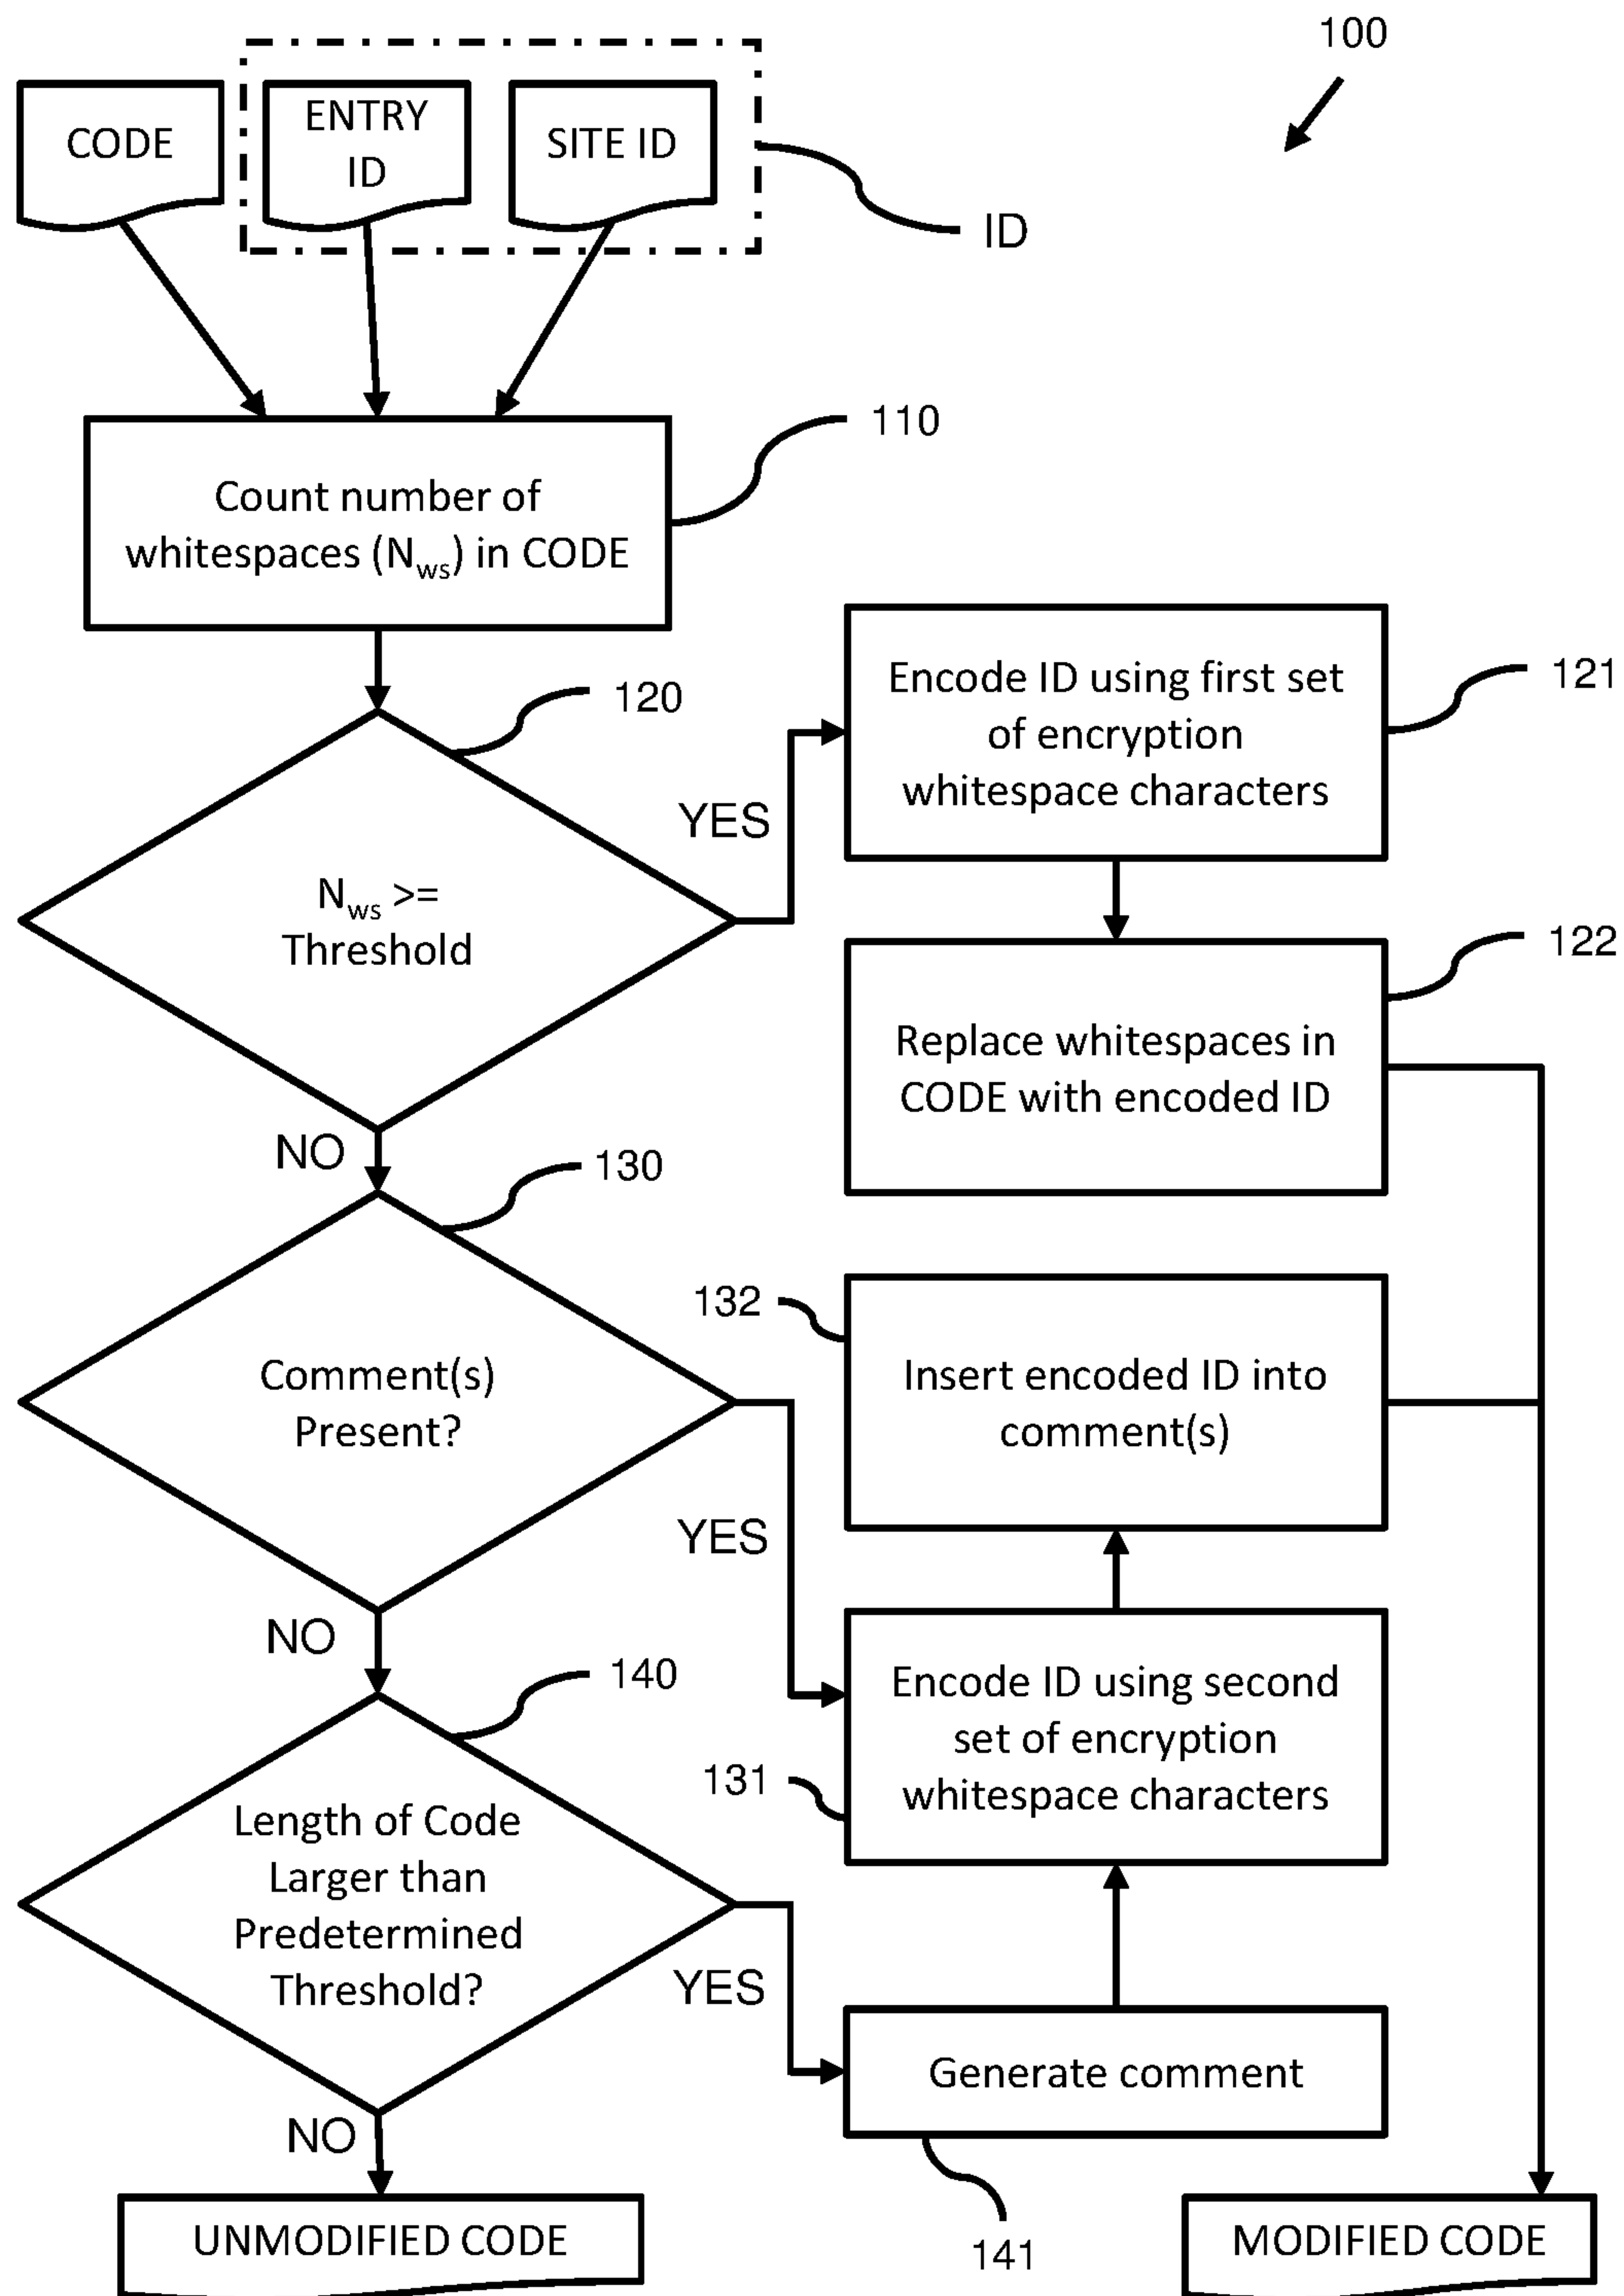 100
CODE
ENTRY
ID
SITE ID
ID
110
Count number of
whitespaces (Nws) in CODE
120
Encode ID using first set
of encryption
whitespace characters
121
YES
Nws >=
Threshold
122
Replace whitespaces in
CODE with encoded ID
NO
130
132
Comment(s)
Present?
Insert encoded ID into
comment(s)
YES
NO
140
Encode ID using second
set of encryption
whitespace characters
131
Length of Code
Larger than
Predetermined
Threshold?
YES
Generate comment
NO
141
UNMODIFIED CODE
MODIFIED CODE